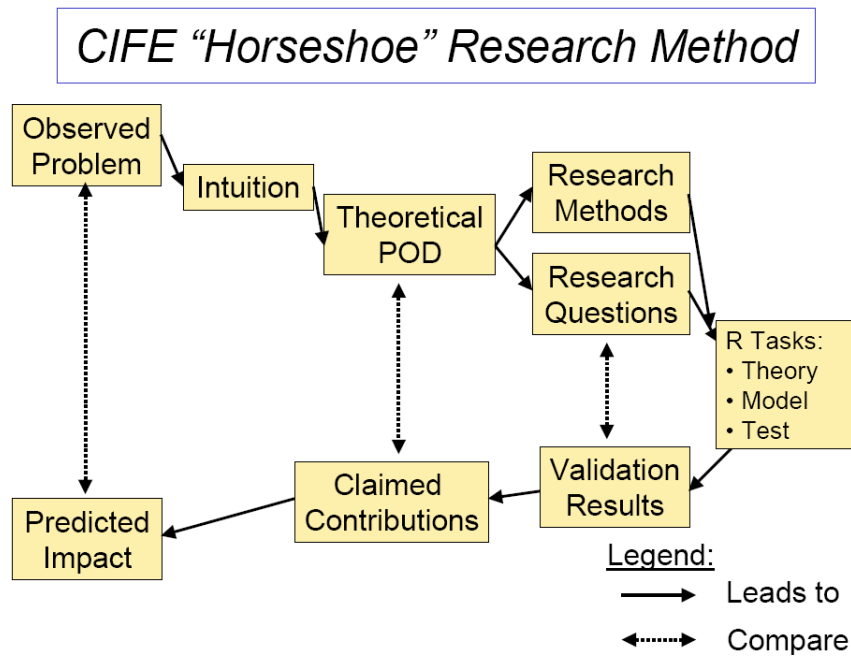 CIFE “Horseshoe” Research Method
Observed
Problem
Intuition
Theoretical
POD
Research
Methods
Research
Questions
R Tasks:
• Theory
• Model
• Test
Validation
Results
Claimed
Contributions
Predicted
Impact
Legend:
Leads to
Compare